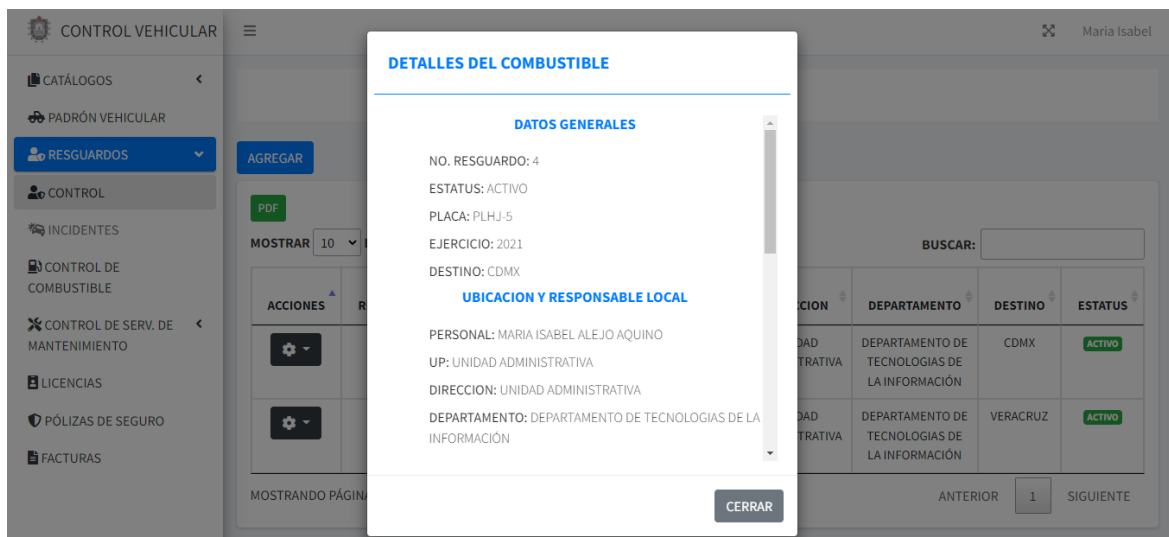 CONTROL VEHICULAR
Maria Isabel
CATÁLOGOS
PADRÓN VEHICULAR
RESGUARDOS
CONTROL
INCIDENTES
CONTROL DE
COMBUSTIBLE
CONTROL DE SERV. DE
MANTENIMIENTO
LICENCIAS
PÓLIZAS DE SEGURO
FACTURAS
AGREGAR
PDF
MOSTRAR 10
BUSCAR:
ACCIONES
DEPARTAMENTO DESTINO ESTATUS
DEPARTAMENTO DE CDMX ACTIVO
TECNOLOGIAS DE
LA INFORMACIÓN
DEPARTAMENTO DE VERACRUZ ACTIVO
TECNOLOGIAS DE
LA INFORMACIÓN
MOSTRANDO
ANTERIOR 1 SIGUIENTE
DETALLES DEL COMBUSTIBLE
DATOS GENERALES
NO. RESGUARDO: 4
ESTATUS: ACTIVO
PLACA: PLHJ-5
EJERCICIO: 2021
DESTINO: CDMX
UBICACION Y RESPONSABLE LOCAL
PERSONAL: MARIA ISABEL ALEJO AQUINO
UP: UNIDAD ADMINISTRATIVA
DIRECCION: UNIDAD ADMINISTRATIVA
DEPARTAMENTO: DEPARTAMENTO DE TECNOLOGIAS DE LA
INFORMACIÓN
CERRAR